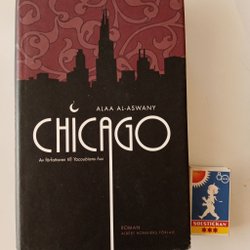 ALAA AL-ASWANY
CHICAGO
Av författaren till Yacoubians hus
ROMAN
ALBERT BONNIERS FÖRLAG
SOLSTICKAN